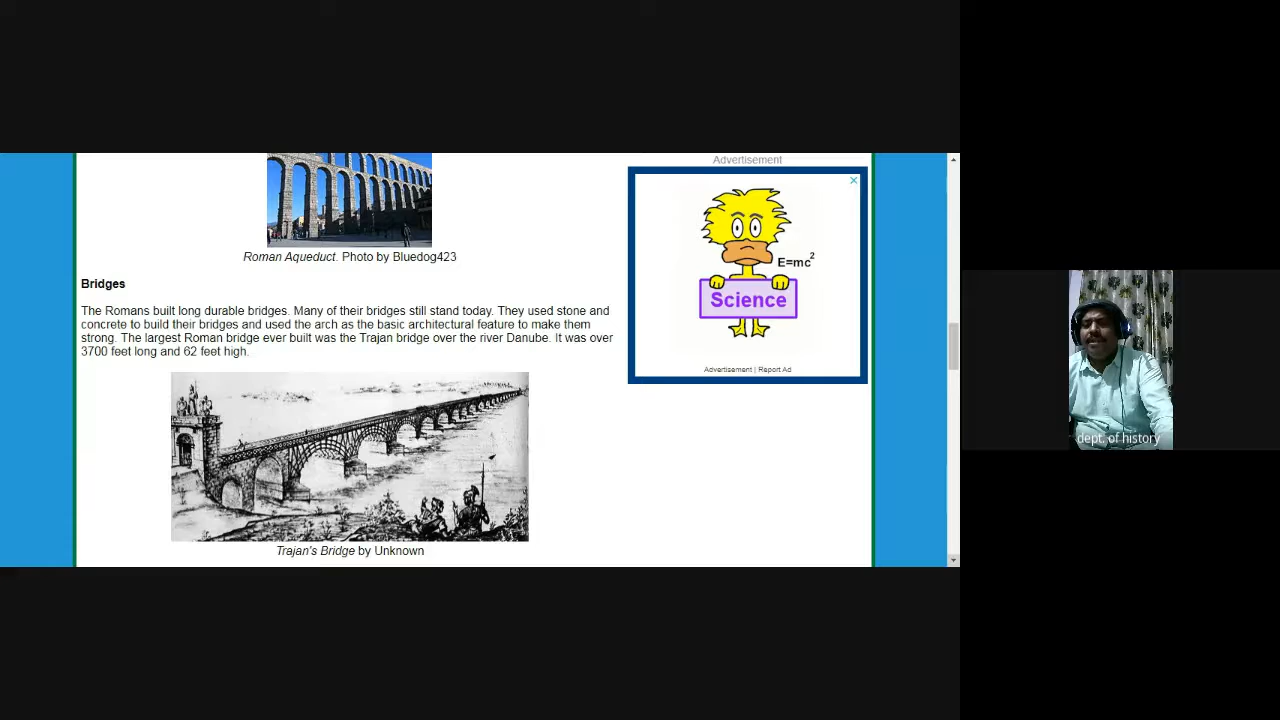 Advertisement
Roman Aqueduct. Photo by Bluedog423
Bridges
The Romans built long durable bridges. Many of their bridges still stand today. They used stone and
concrete to build their bridges and used the arch as the basic architectural feature to make them
strong. The largest Roman bridge ever built was the Trajan bridge over the river Danube. It was over
3700 feet long and 62 feet high.
Trajan's Bridge by Unknown
E=mc²
Science
Advertisement | Report Ad
dept. of history